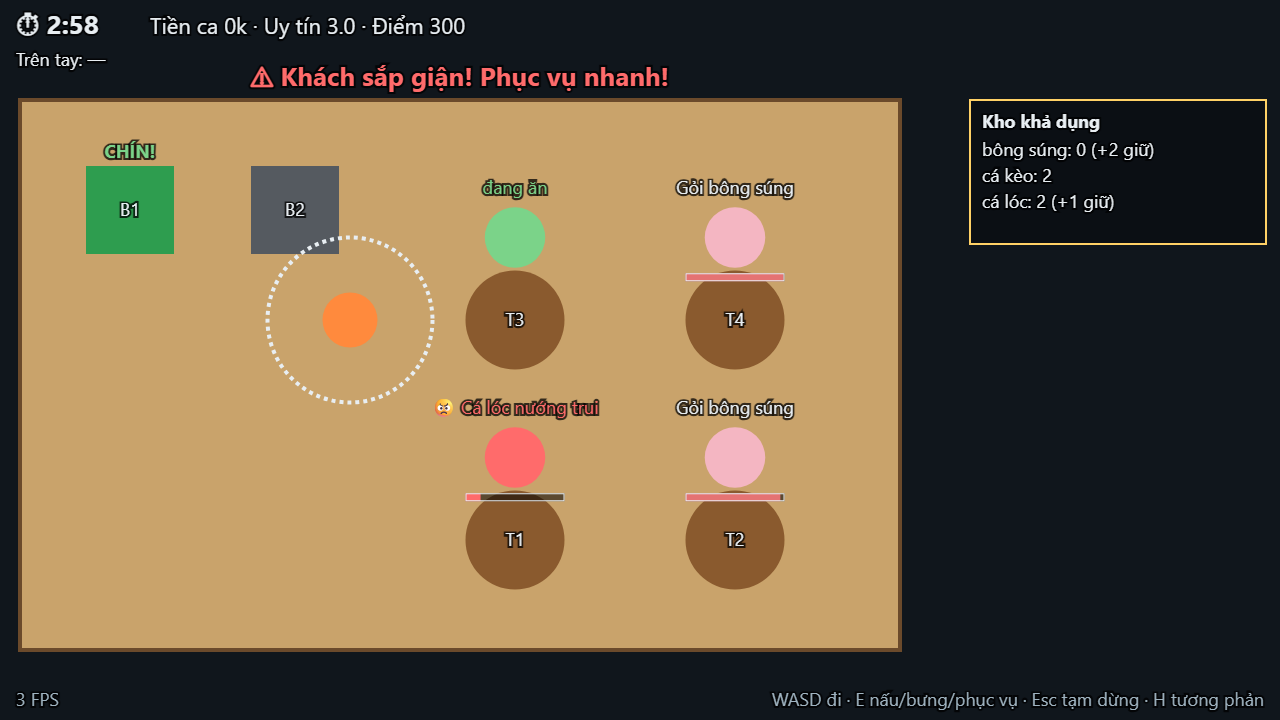 ⏱ 2:58 Tiền ca 0k · Uy tín 3.0 · Điểm 300
Trên tay: —
⚠ Khách sắp giận! Phục vụ nhanh!
Kho khả dụng
bông súng: 0 (+2 giữ)
cá kèo: 2
cá lóc: 2 (+1 giữ)
CHÍN!
B1
B2
đang ăn
T3
Gỏi bông súng
T4
😡 Cá lóc nướng trui
T1
Gỏi bông súng
T2
3 FPS
WASD đi · E nấu/bưng/phục vụ · Esc tạm dừng · H tương phản